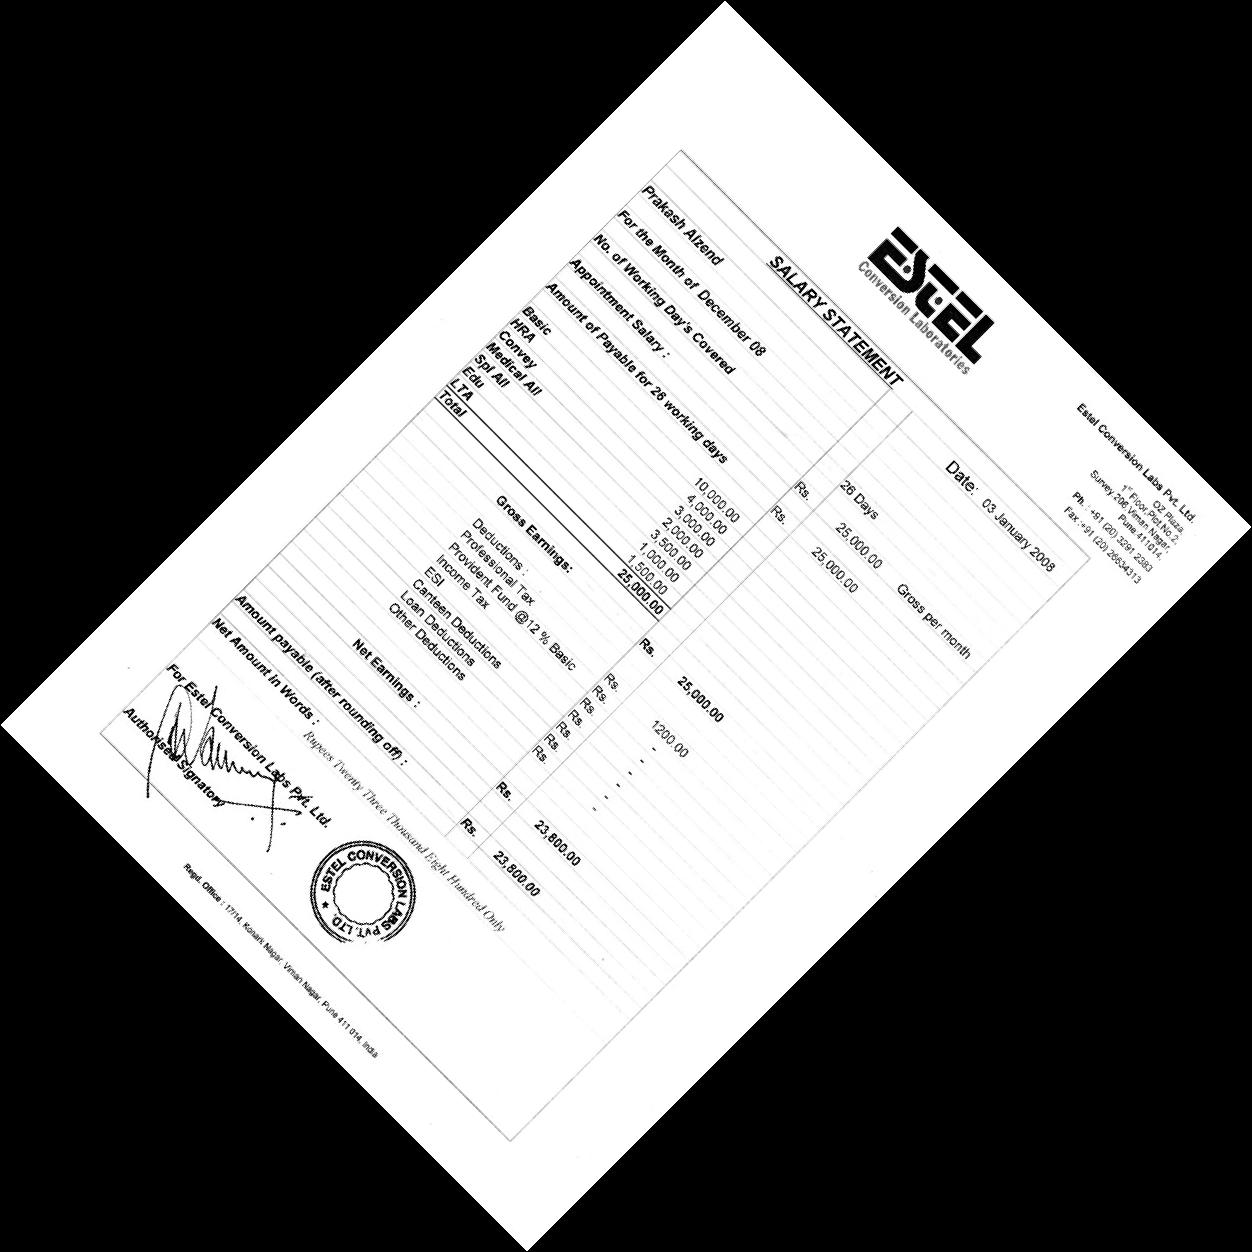 ESTEL
Conversion Laboratories
Estel Conversion Labs Pvt. Ltd.
OZ Plaza
1st Floor, Plot No.2
Survey 206 Viman Nagar,
Pune.411014.
Ph. : +91 (20) 3291 2383
Fax :+91 (20) 26634313
SALARY STATEMENT
Date: 03 January 2008
Prakash Alzend
For the Month of December 08
No. of Working Day's Covered 26 Days
Appointment Salary : Rs. 25,000.00 Gross per month
Amount of Payable for 26 working days Rs. 25,000.00
Basic 10,000.00
HRA 4,000.00
Convey 3,000.00
Medical All 2,000.00
Spl All 3,500.00
Edu 1,000.00
LTA 1,500.00
Total 25,000.00
Gross Earnings: Rs. 25,000.00
Deductions :
Professional Tax Rs. 1200.00
Provident Fund @12 % Basic Rs. -
Income Tax Rs. -
ESI Rs. -
Canteen Deductions Rs. -
Loan Deductions Rs. -
Other Deductions Rs. -
Net Earnings : Rs. 23,800.00
Amount payable (after rounding off) : Rs. 23,800.00
Net Amount in Words : Rupees Twenty Three Thousand Eight Hundred Only
For Estel Conversion Labs Pvt. Ltd.
Authorised Signatory
ESTEL CONVERSION LABS PVT. LTD.
Regd. Office : 17/14, Konark Nagar, Viman Nagar, Pune 411 014, India